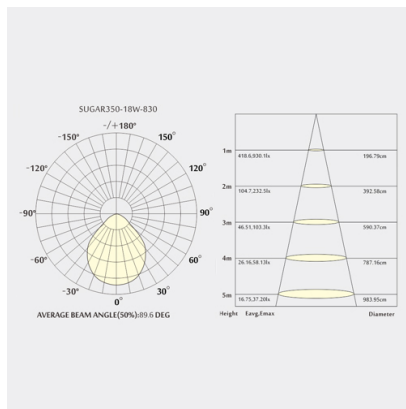 SUGAR350-18W-830
-/+180°
-150° 150°
-120° 120°
-90° 90°
-60° 60°
-30° 30°
0°
AVERAGE BEAM ANGLE(50%):89.6 DEG
1m 418.6,930.1lx 196.79cm
2m 104.7,232.5lx 392.58cm
3m 46.51,103.3lx 590.37cm
4m 26.16,58.13lx 787.16cm
5m 16.75,37.20lx 983.95cm
Height Eavg,Emax Diameter